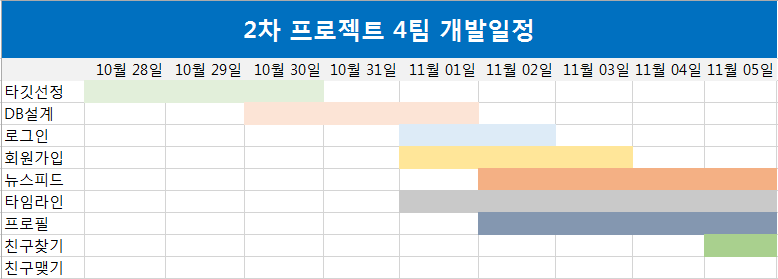 2차 프로젝트 4팀 개발일정
10월 28일 10월 29일 10월 30일 10월 31일 11월 01일 11월 02일 11월 03일 11월 04일 11월 05일
타깃선정
DB설계
로그인
회원가입
뉴스피드
타임라인
프로필
친구찾기
친구맺기